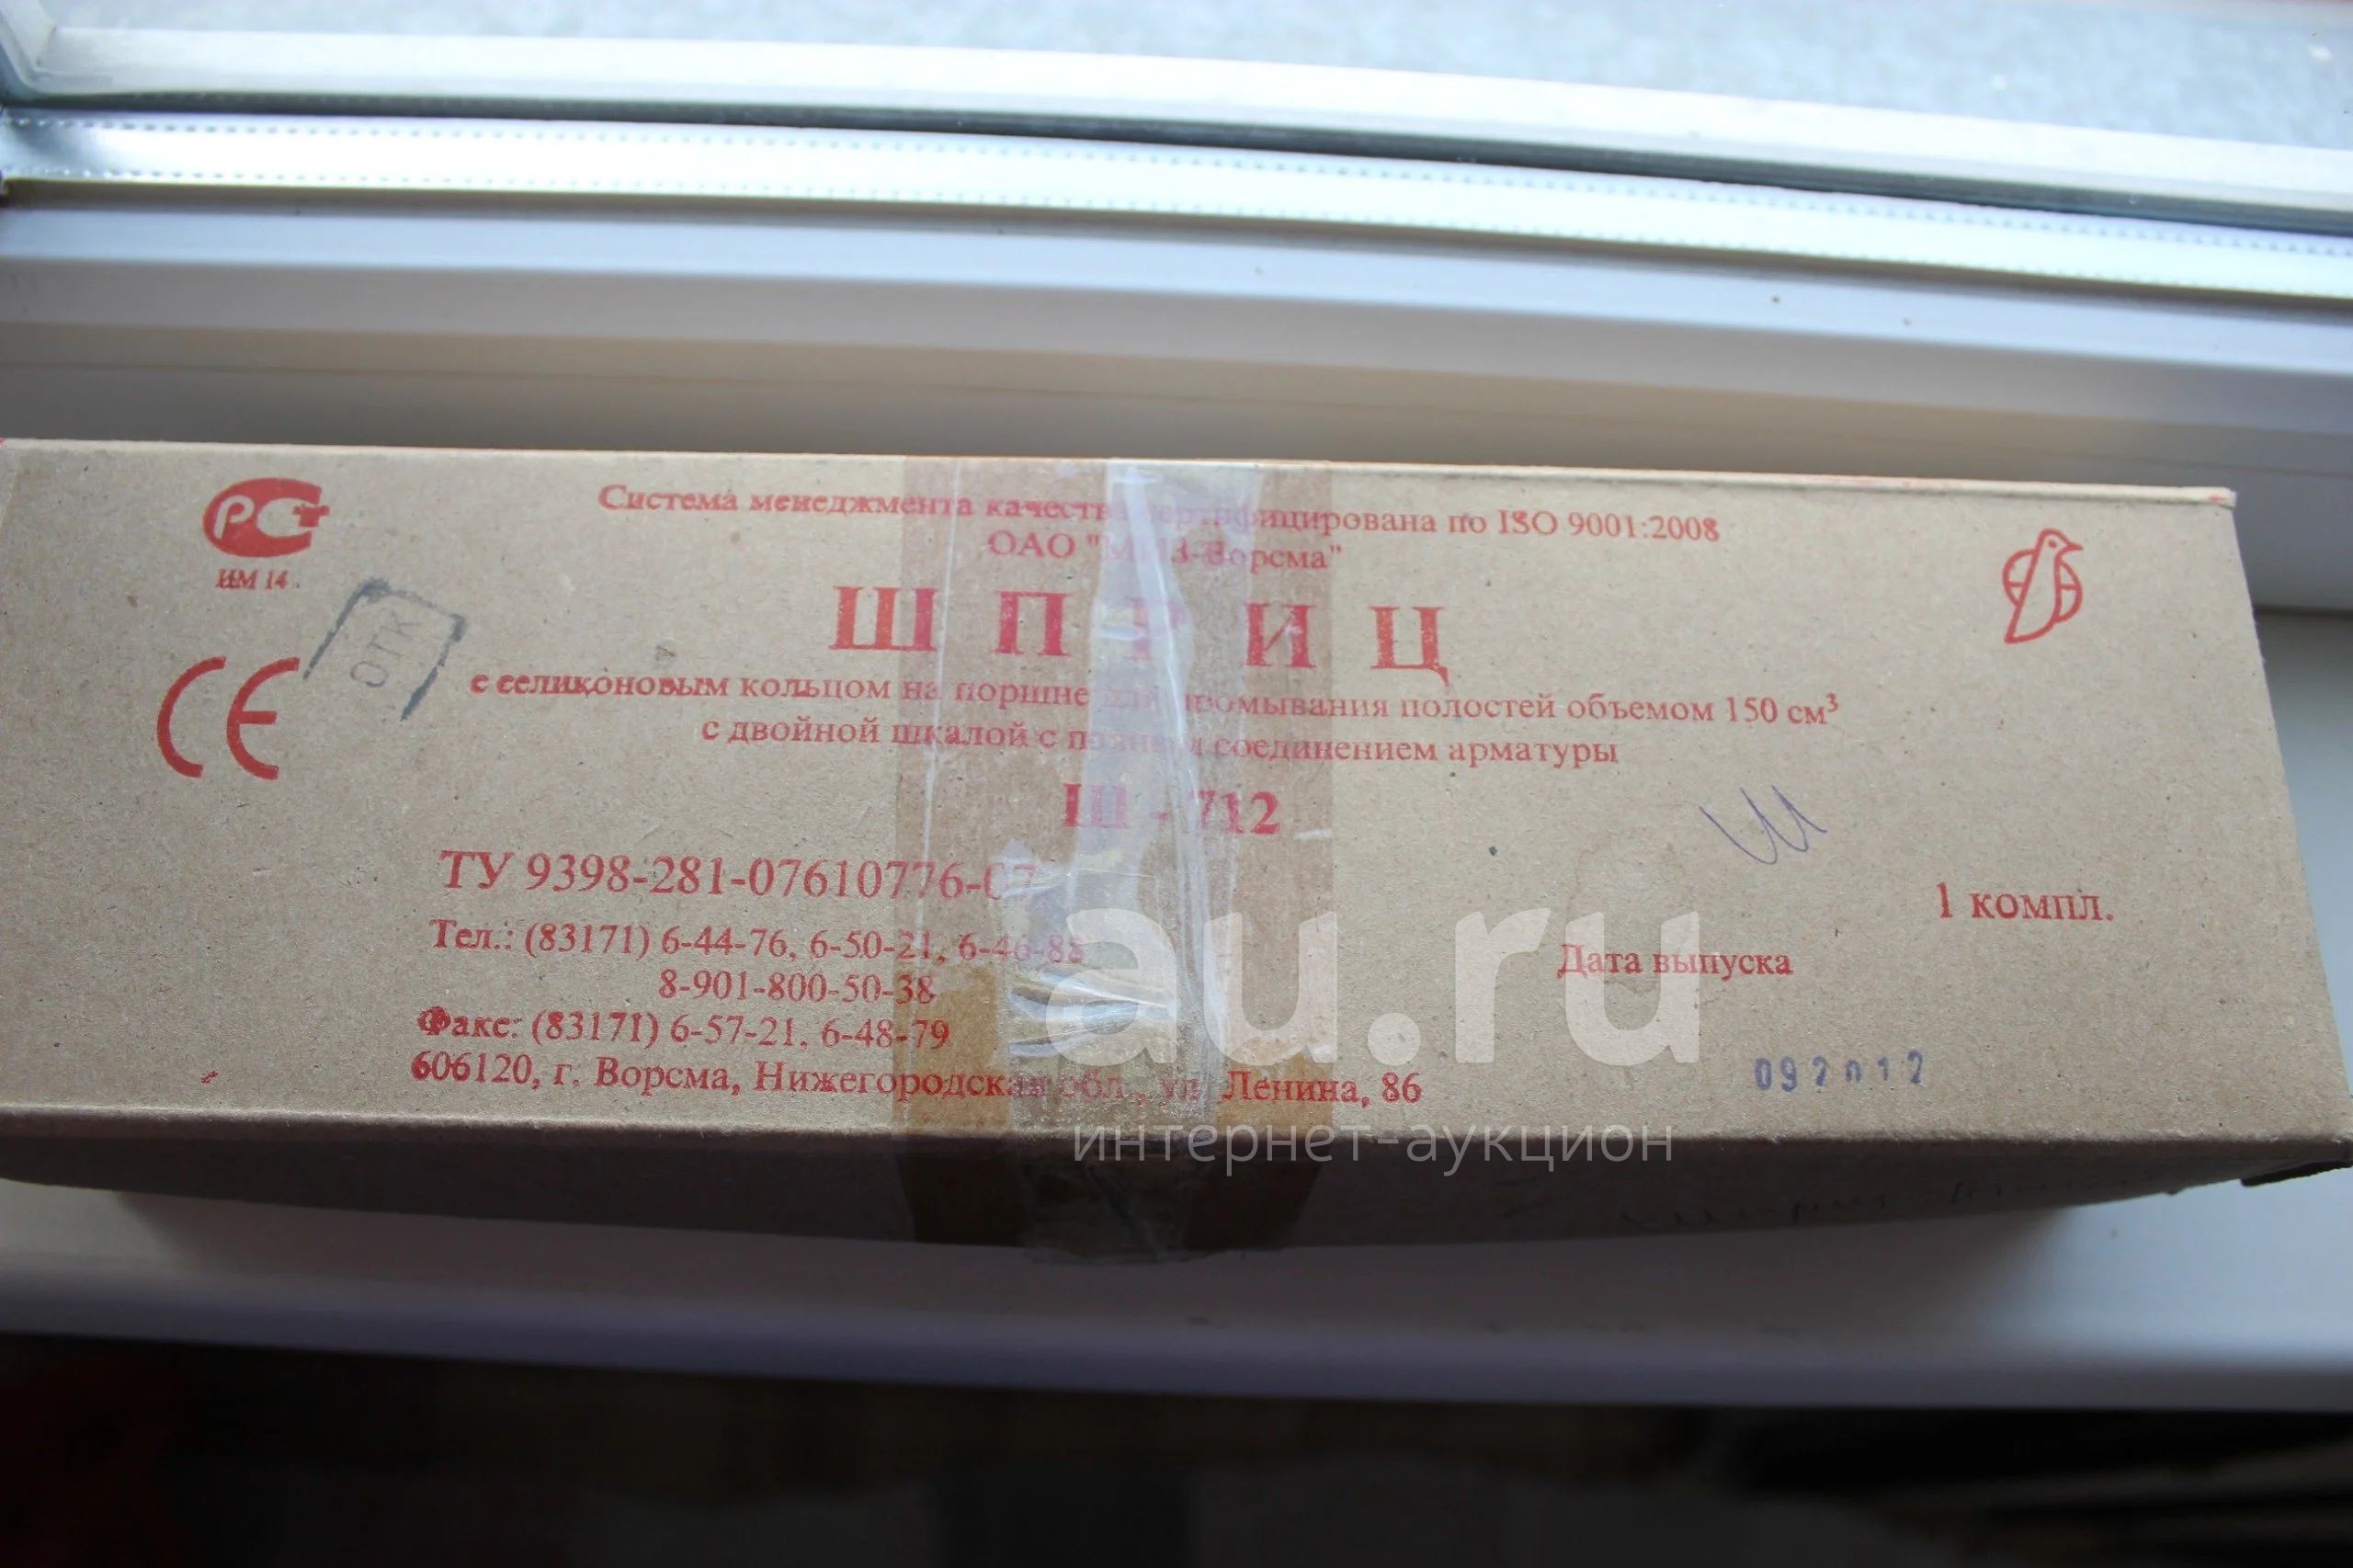 Система менеджмента качества сертифицирована по ISO 9001:2008
ОАО "МИЗ-Ворсма"
РСТ
ИМ 14
ОТК
CE
ШПРИЦ
с селиконовым кольцом на поршне для промывания полостей объемом 150 см³
с двойной шкалой с паяным соединением арматуры
Ш - 712
ТУ 9398-281-07610776-07
1 компл.
Тел.: (83171) 6-44-76, 6-50-21, 6-46-88
8-901-800-50-38
Дата выпуска
Факс: (83171) 6-57-21, 6-48-79
606120, г. Ворсма, Нижегородская обл., ул. Ленина, 86
092012
au.ru
интернет-аукцион